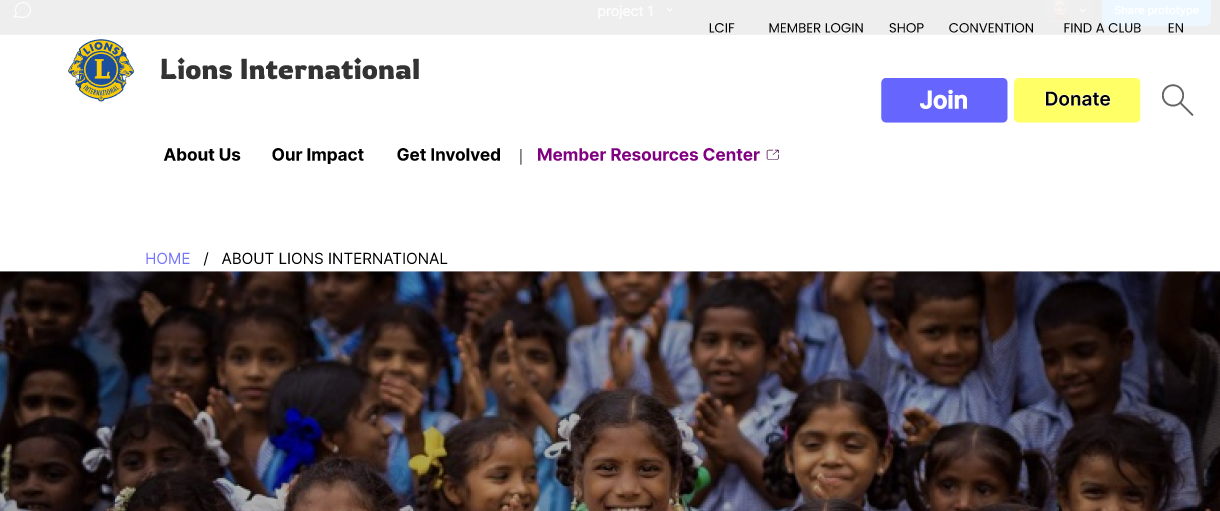 project 1
Share prototype
LCIF MEMBER LOGIN SHOP CONVENTION FIND A CLUB EN
LIONS
L
INTERNATIONAL
Lions International
Join Donate
About Us Our Impact Get Involved | Member Resources Center
HOME / ABOUT LIONS INTERNATIONAL